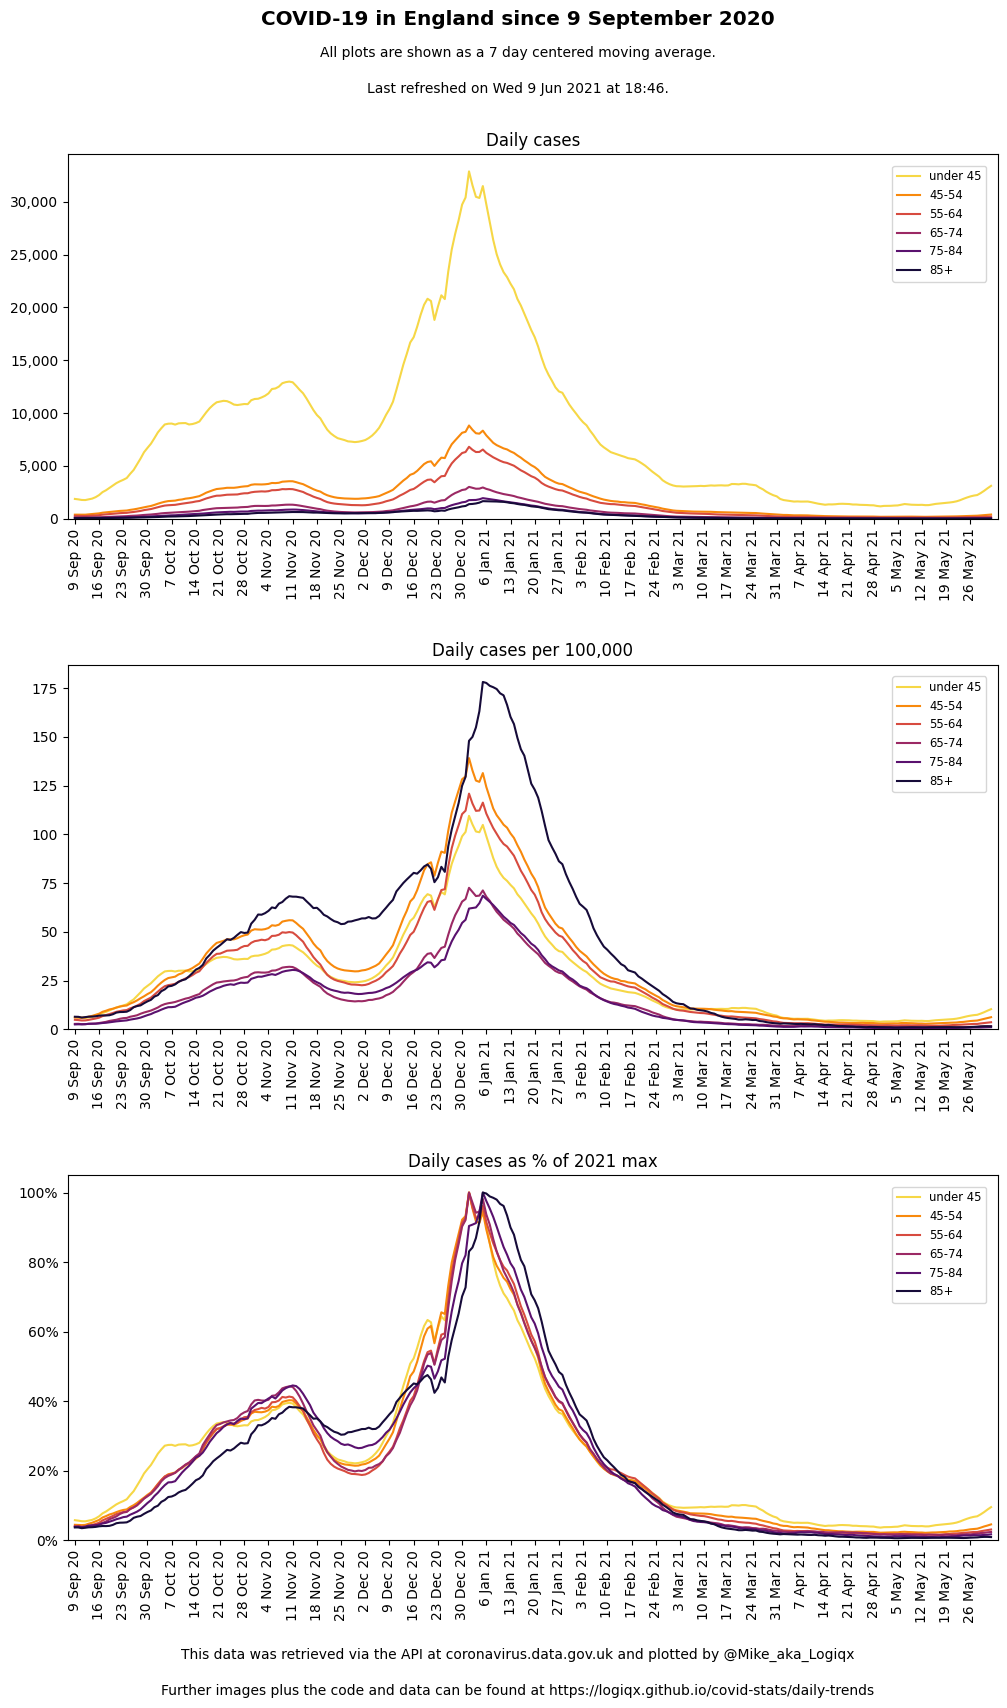 COVID-19 in England since 9 September 2020
All plots are shown as a 7 day centered moving average.
Last refreshed on Wed 9 Jun 2021 at 18:46.
Daily cases
30,000
25,000
20,000
15,000
10,000
5,000
0
under 45
45-54
55-64
65-74
75-84
85+
9 Sep 20
16 Sep 20
23 Sep 20
30 Sep 20
7 Oct 20
14 Oct 20
21 Oct 20
28 Oct 20
4 Nov 20
11 Nov 20
18 Nov 20
25 Nov 20
2 Dec 20
9 Dec 20
16 Dec 20
23 Dec 20
30 Dec 20
6 Jan 21
13 Jan 21
20 Jan 21
27 Jan 21
3 Feb 21
10 Feb 21
17 Feb 21
24 Feb 21
3 Mar 21
10 Mar 21
17 Mar 21
24 Mar 21
31 Mar 21
7 Apr 21
14 Apr 21
21 Apr 21
28 Apr 21
5 May 21
12 May 21
19 May 21
26 May 21
Daily cases per 100,000
175
150
125
100
75
50
25
0
under 45
45-54
55-64
65-74
75-84
85+
9 Sep 20
16 Sep 20
23 Sep 20
30 Sep 20
7 Oct 20
14 Oct 20
21 Oct 20
28 Oct 20
4 Nov 20
11 Nov 20
18 Nov 20
25 Nov 20
2 Dec 20
9 Dec 20
16 Dec 20
23 Dec 20
30 Dec 20
6 Jan 21
13 Jan 21
20 Jan 21
27 Jan 21
3 Feb 21
10 Feb 21
17 Feb 21
24 Feb 21
3 Mar 21
10 Mar 21
17 Mar 21
24 Mar 21
31 Mar 21
7 Apr 21
14 Apr 21
21 Apr 21
28 Apr 21
5 May 21
12 May 21
19 May 21
26 May 21
Daily cases as % of 2021 max
100%
80%
60%
40%
20%
0%
under 45
45-54
55-64
65-74
75-84
85+
9 Sep 20
16 Sep 20
23 Sep 20
30 Sep 20
7 Oct 20
14 Oct 20
21 Oct 20
28 Oct 20
4 Nov 20
11 Nov 20
18 Nov 20
25 Nov 20
2 Dec 20
9 Dec 20
16 Dec 20
23 Dec 20
30 Dec 20
6 Jan 21
13 Jan 21
20 Jan 21
27 Jan 21
3 Feb 21
10 Feb 21
17 Feb 21
24 Feb 21
3 Mar 21
10 Mar 21
17 Mar 21
24 Mar 21
31 Mar 21
7 Apr 21
14 Apr 21
21 Apr 21
28 Apr 21
5 May 21
12 May 21
19 May 21
26 May 21
This data was retrieved via the API at coronavirus.data.gov.uk and plotted by @Mike_aka_Logiqx
Further images plus the code and data can be found at https://logiqx.github.io/covid-stats/daily-trends